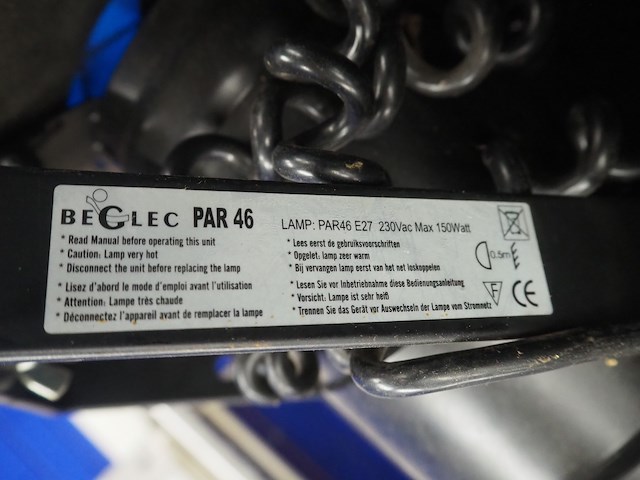 BEGLEC PAR 46
LAMP: PAR46 E27 230Vac Max 150Watt
* Read Manual before operating this unit
* Caution: Lamp very hot
* Disconnect the unit before replacing the lamp
* Lisez d'abord le mode d'emploi avant l'utilisation
* Attention: Lampe très chaude
* Déconnectez l'appareil avant de remplacer la lampe
* Lees eerst de gebruiksvoorschriften
* Opgelet: lamp zeer warm
* Bij vervangen lamp eerst van het net loskoppelen
* Lesen Sie vor Inbetriebnahme diese Bedienungsanleitung
* Vorsicht: Lampe ist sehr heiß
* Trennen Sie das Gerät vor Auswechseln der Lampe vom Stromnetz
0.5m
F
CE